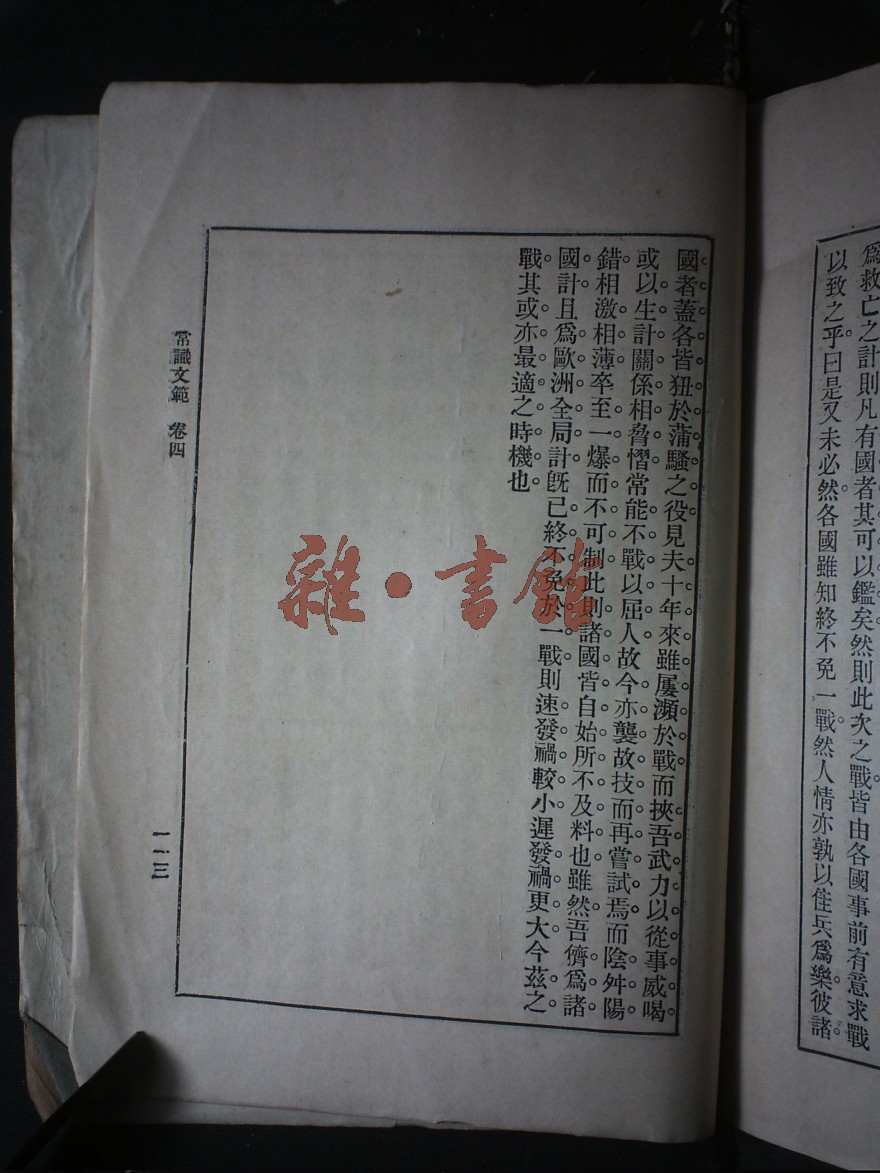 爲救亡之計則凡有國者其可以鑑矣然則此次之戰皆由各國事前有意求戰
以致之乎曰是又未必然各國雖知終不免一戰然人情亦孰以佳兵爲樂彼諸
國者蓋各皆狃於蒲騷之役見夫十年來雖屢瀕於戰而挾吾武力以從事威喝
或以生計關係相脅慴常能不戰以屈人故今亦襲故技而再嘗試焉而陰舛陽
錯相激相薄卒至一爆而不可制此則諸國皆自始所不及料也雖然吾儕爲諸
國計且爲歐洲全局計旣已終不免於一戰則速發禍較小遲發禍更大今茲之
戰其或亦最適之時機也
常識文範 卷四
一一三
雜·書館